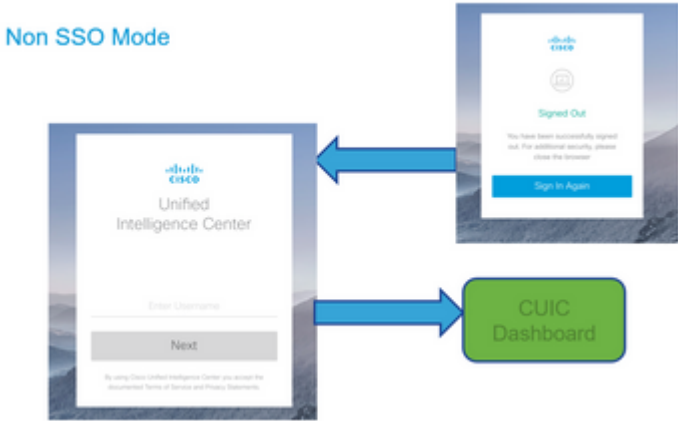 Non SSO Mode
CISCO
Signed Out
You have been successfully signed
out. For additional security, please
close the browser
Sign In Again
CISCO
Unified
Intelligence Center
Enter Username
Next
By using Cisco Unified Intelligence Center you accept the
documented Terms of Service and Privacy Statements.
CUIC
Dashboard